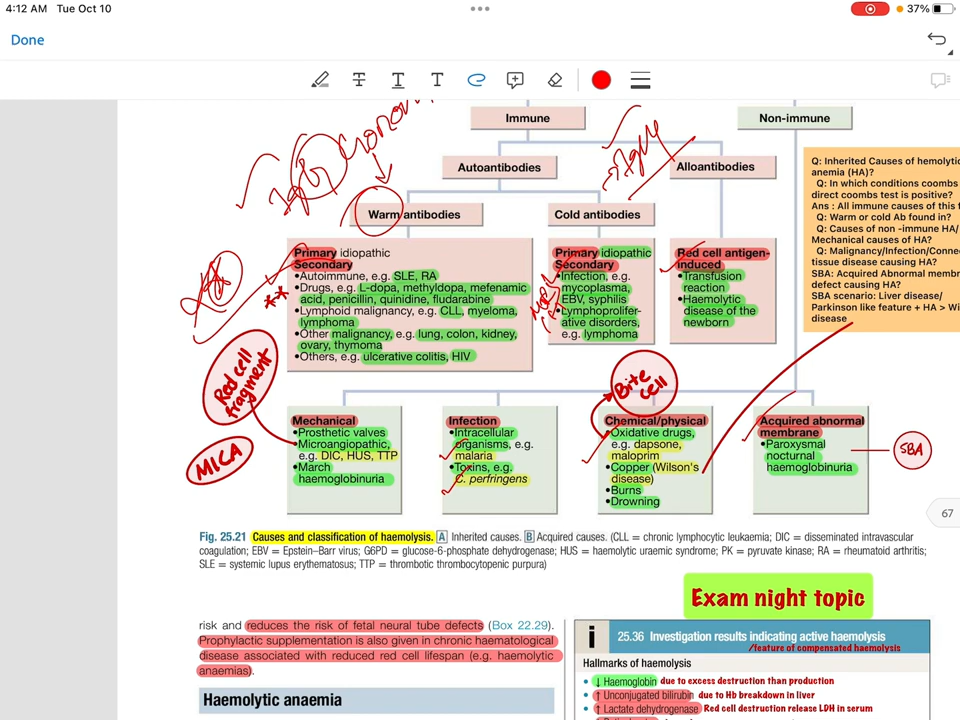 4:12 AM Tue Oct 10
37%
Done
Immune
Non-immune
Autoantibodies
Alloantibodies
Warm antibodies
Cold antibodies
IgG
IgM
Primary idiopathic
Secondary
•Autoimmune, e.g. SLE, RA
•Drugs, e.g. L-dopa, methyldopa, mefenamic
acid, penicillin, quinidine, fludarabine
•Lymphoid malignancy, e.g. CLL, myeloma,
lymphoma
•Other malignancy, e.g. lung, colon, kidney,
ovary, thymoma
•Others, e.g. ulcerative colitis, HIV
Primary idiopathic
Secondary
•Infection, e.g.
mycoplasma,
EBV, syphilis
•Lymphoprolifer-
ative disorders,
e.g. lymphoma
Red cell antigen-
induced
•Transfusion
reaction
•Haemolytic
disease of the
newborn
Q: Inherited Causes of hemolytic
anemia (HA)?
Q: In which conditions coombs
direct coombs test is positive?
Ans : All immune causes of this f
Q: Warm or cold Ab found in?
Q: Causes of non -immune HA/
Mechanical causes of HA?
Q: Malignancy/Infection/Conne
tissue disease causing HA?
SBA: Acquired Abnormal memb
defect causing HA?
SBA scenario: Liver disease/
Parkinson like feature + HA > Wi
disease
Red cell
fragment
MICA
Bite
cell
SBA
Mechanical
•Prosthetic valves
•Microangiopathic,
e.g. DIC, HUS, TTP
•March
haemoglobinuria
Infection
•Intracellular
organisms, e.g.
malaria
•Toxins, e.g.
C. perfringens
Chemical/physical
•Oxidative drugs,
e.g. dapsone,
maloprim
•Copper (Wilson's
disease)
•Burns
•Drowning
Acquired abnormal
membrane
•Paroxysmal
nocturnal
haemoglobinuria
67
Fig. 25.21 Causes and classification of haemolysis. A Inherited causes. B Acquired causes. (CLL = chronic lymphocytic leukaemia; DIC = disseminated intravascular
coagulation; EBV = Epstein–Barr virus; G6PD = glucose-6-phosphate dehydrogenase; HUS = haemolytic uraemic syndrome; PK = pyruvate kinase; RA = rheumatoid arthritis;
SLE = systemic lupus erythematosus; TTP = thrombotic thrombocytopenic purpura)
Exam night topic
risk and reduces the risk of fetal neural tube defects (Box 22.29).
Prophylactic supplementation is also given in chronic haematological
disease associated with reduced red cell lifespan (e.g. haemolytic
anaemias).
Haemolytic anaemia
i 25.36 Investigation results indicating active haemolysis
/feature of compensated haemolysis
Hallmarks of haemolysis
• ↓ Haemoglobin due to excess destruction than production
• ↑ Unconjugated bilirubin due to Hb breakdown in liver
• ↑ Lactate dehydrogenase Red cell destruction release LDH in serum